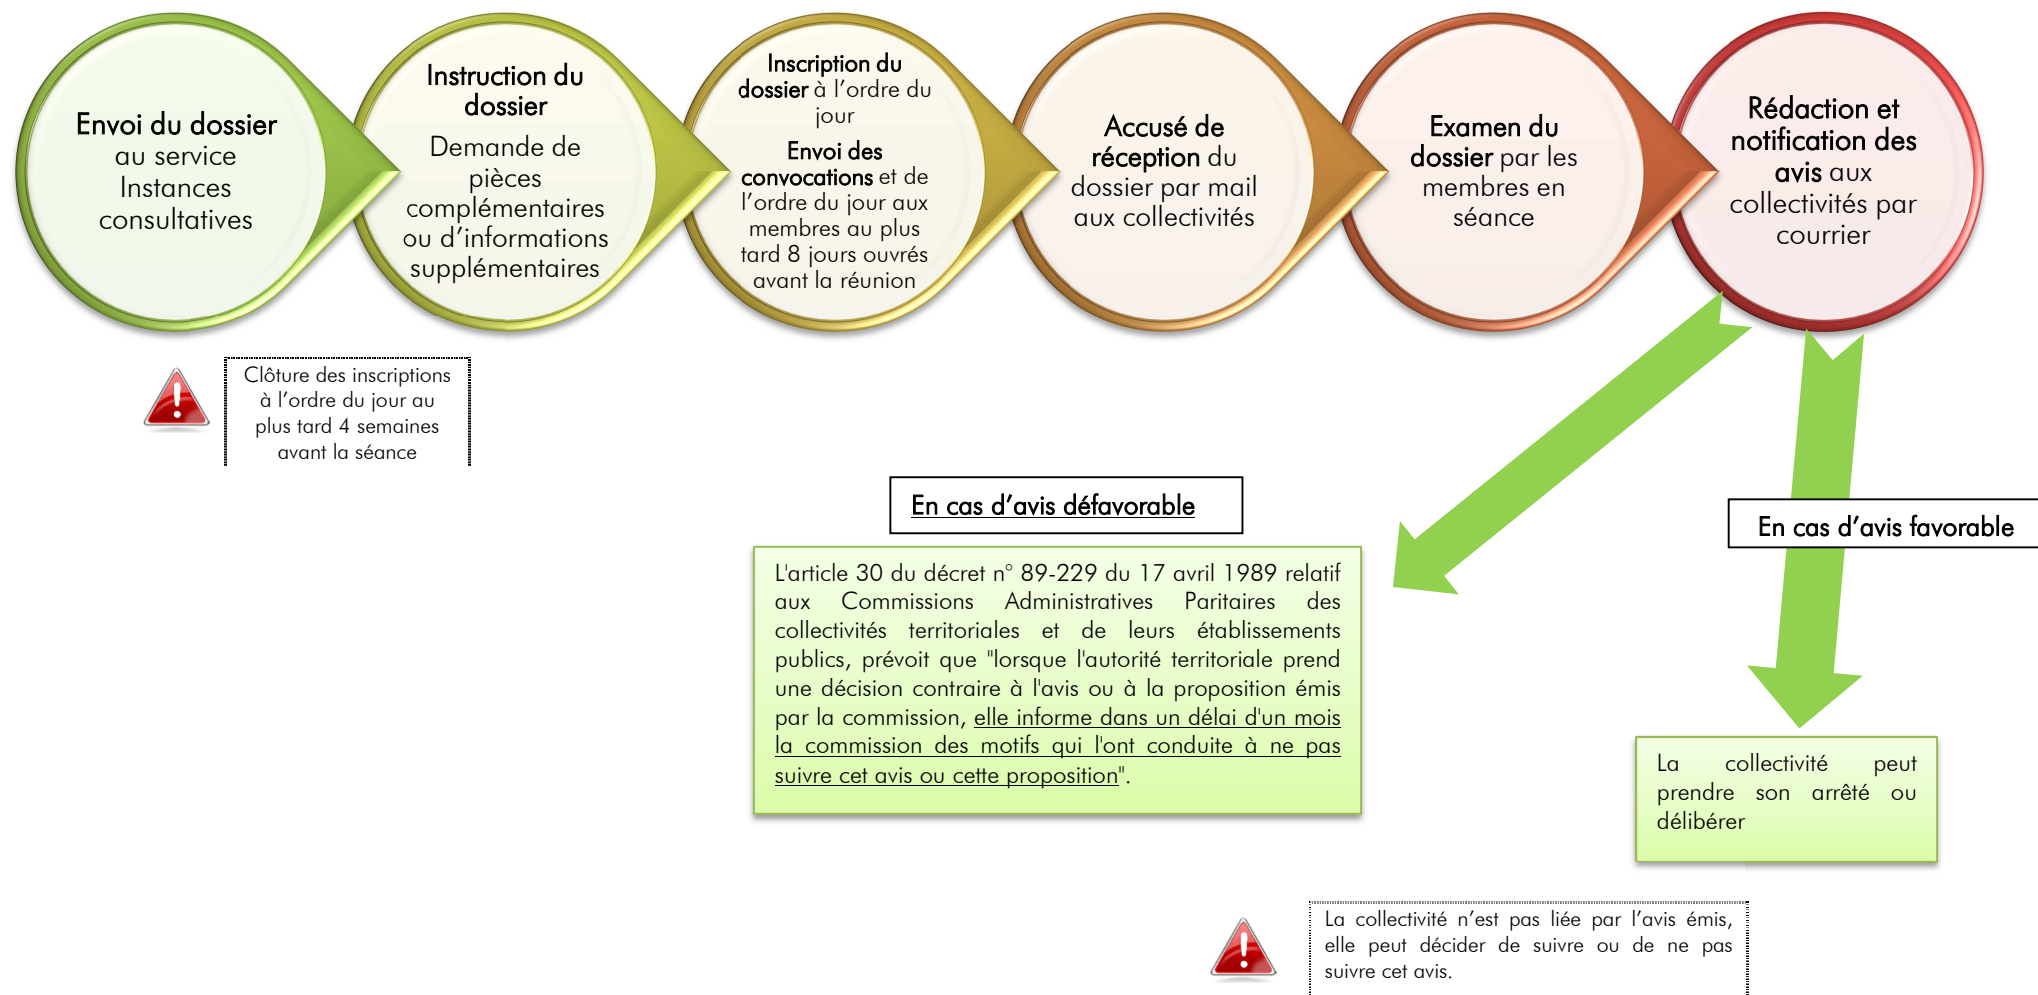 Envoi du dossier
au service
Instances
consultatives
Instruction du
dossier
Demande de
pièces
complémentaires
ou d’informations
supplémentaires
Inscription du
dossier à l’ordre du
jour
Envoi des
convocations et de
l’ordre du jour aux
membres au plus
tard 8 jours ouvrés
avant la réunion
Accusé de
réception du
dossier par mail
aux collectivités
Examen du
dossier par les
membres en
séance
Rédaction et
notification des
avis aux
collectivités par
courrier
Clôture des inscriptions
à l’ordre du jour au
plus tard 4 semaines
avant la séance
En cas d’avis défavorable
L'article 30 du décret n° 89-229 du 17 avril 1989 relatif
aux Commissions Administratives Paritaires des
collectivités territoriales et de leurs établissements
publics, prévoit que "lorsque l'autorité territoriale prend
une décision contraire à l'avis ou à la proposition émis
par la commission, elle informe dans un délai d'un mois
la commission des motifs qui l'ont conduite à ne pas
suivre cet avis ou cette proposition".
En cas d’avis favorable
La collectivité peut
prendre son arrêté ou
délibérer
La collectivité n’est pas liée par l’avis émis,
elle peut décider de suivre ou de ne pas
suivre cet avis.